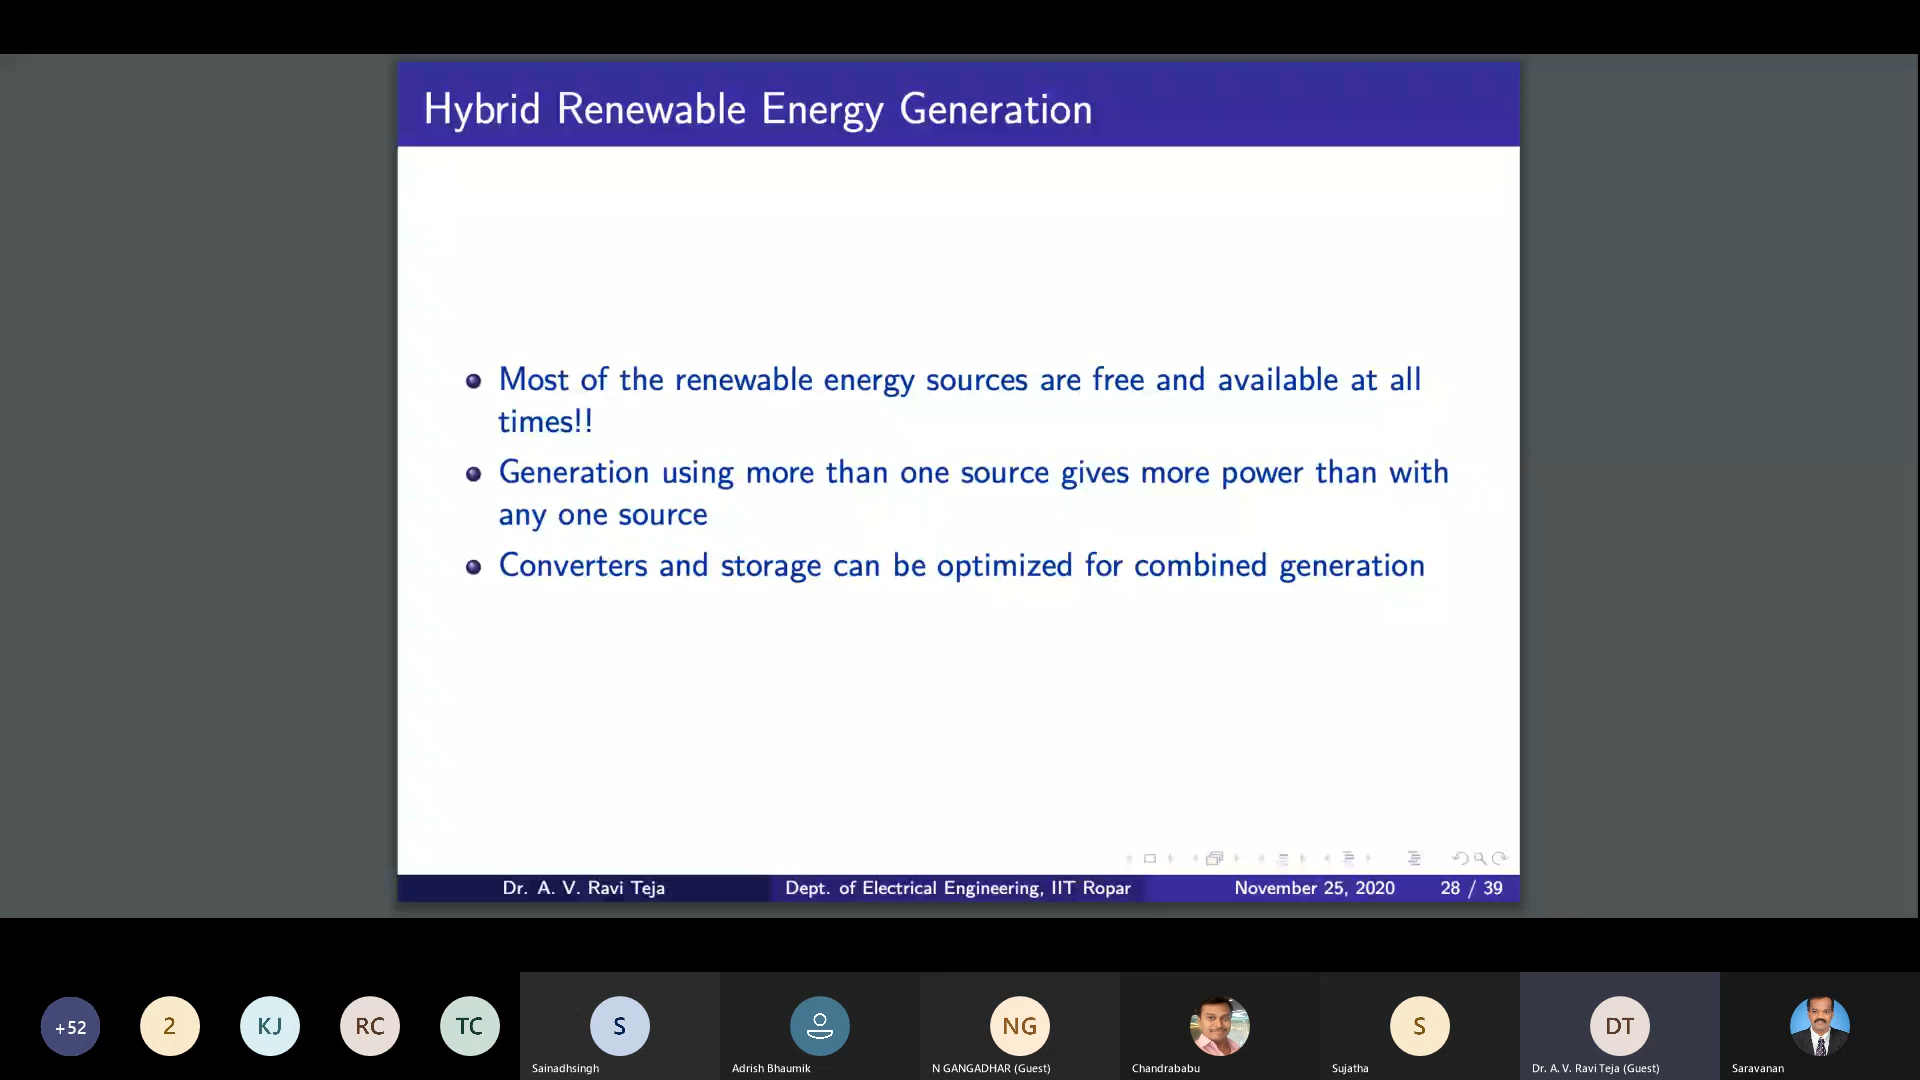 Hybrid Renewable Energy Generation
Most of the renewable energy sources are free and available at all
times!!
Generation using more than one source gives more power than with
any one source
Converters and storage can be optimized for combined generation
Dr. A. V. Ravi Teja Dept. of Electrical Engineering, IIT Ropar November 25, 2020 28 / 39
+52 2 KJ RC TC S NG S DT
Sainadhsingh Adrish Bhaumik N GANGADHAR (Guest) Chandrababu Sujatha Dr. A. V. Ravi Teja (Guest) Saravanan